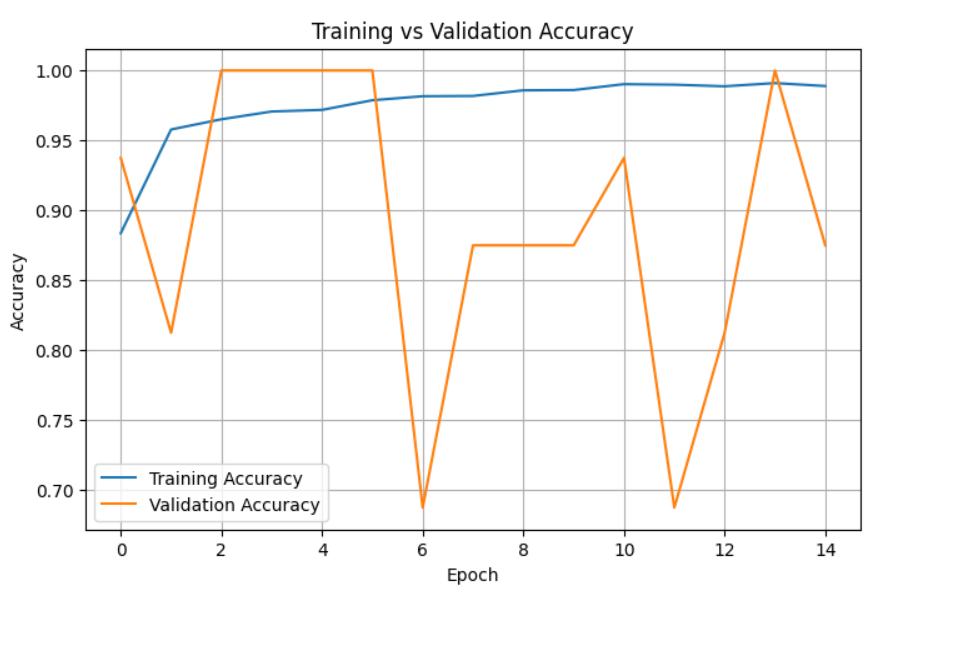 Training vs Validation Accuracy
1.00
0.95
0.90
0.85
0.80
0.75
0.70
Accuracy
Training Accuracy
Validation Accuracy
0 2 4 6 8 10 12 14
Epoch